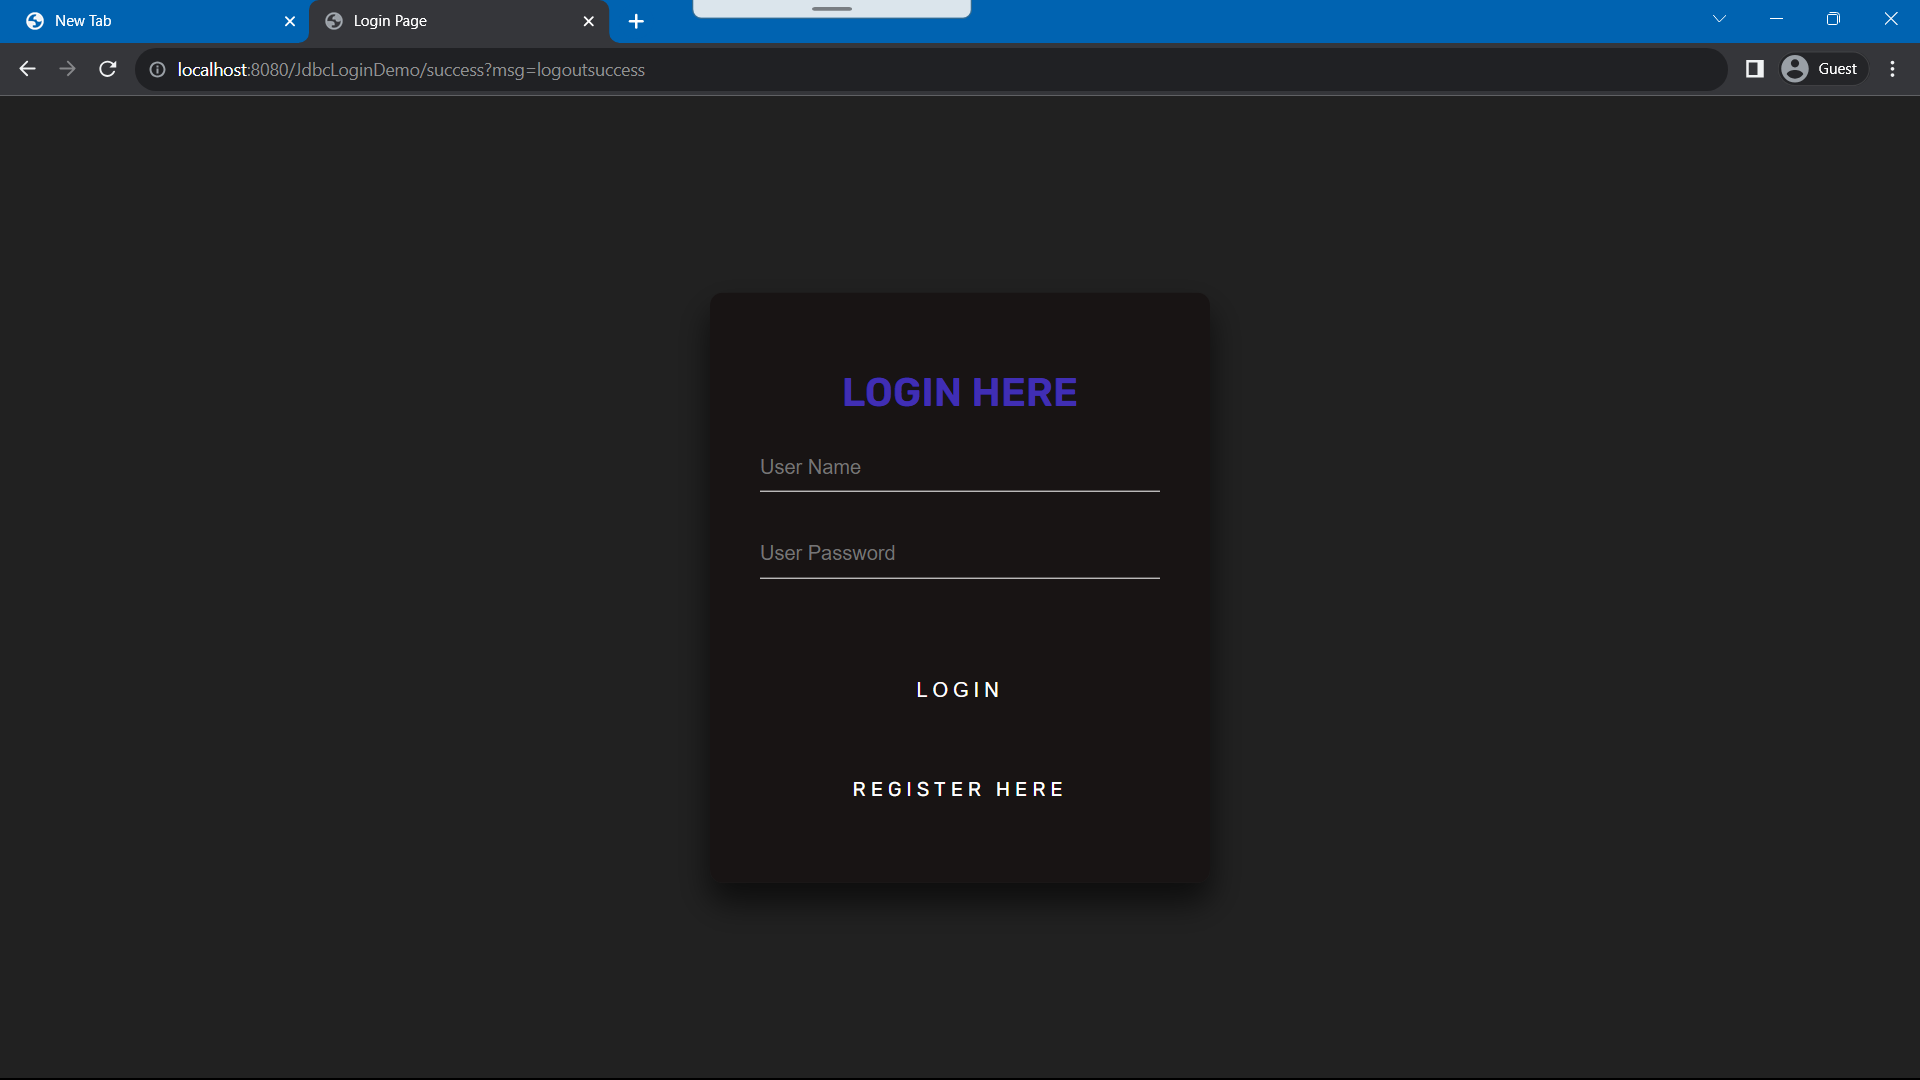 New Tab
Login Page
localhost:8080/JdbcLoginDemo/success?msg=logoutsuccess
Guest
LOGIN HERE
User Name
User Password
LOGIN
REGISTER HERE